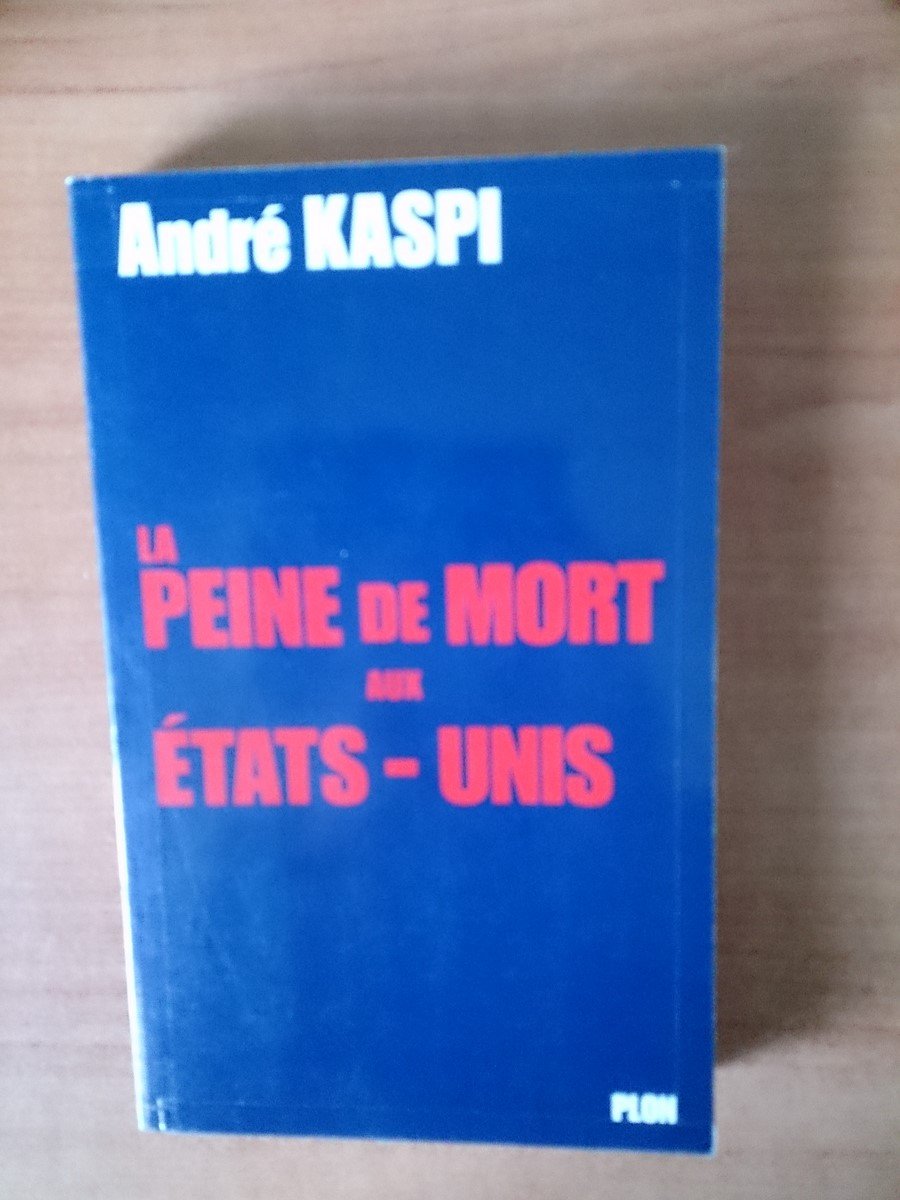 André KASPI
LA
PEINE DE MORT
AUX
ÉTATS - UNIS
PLON